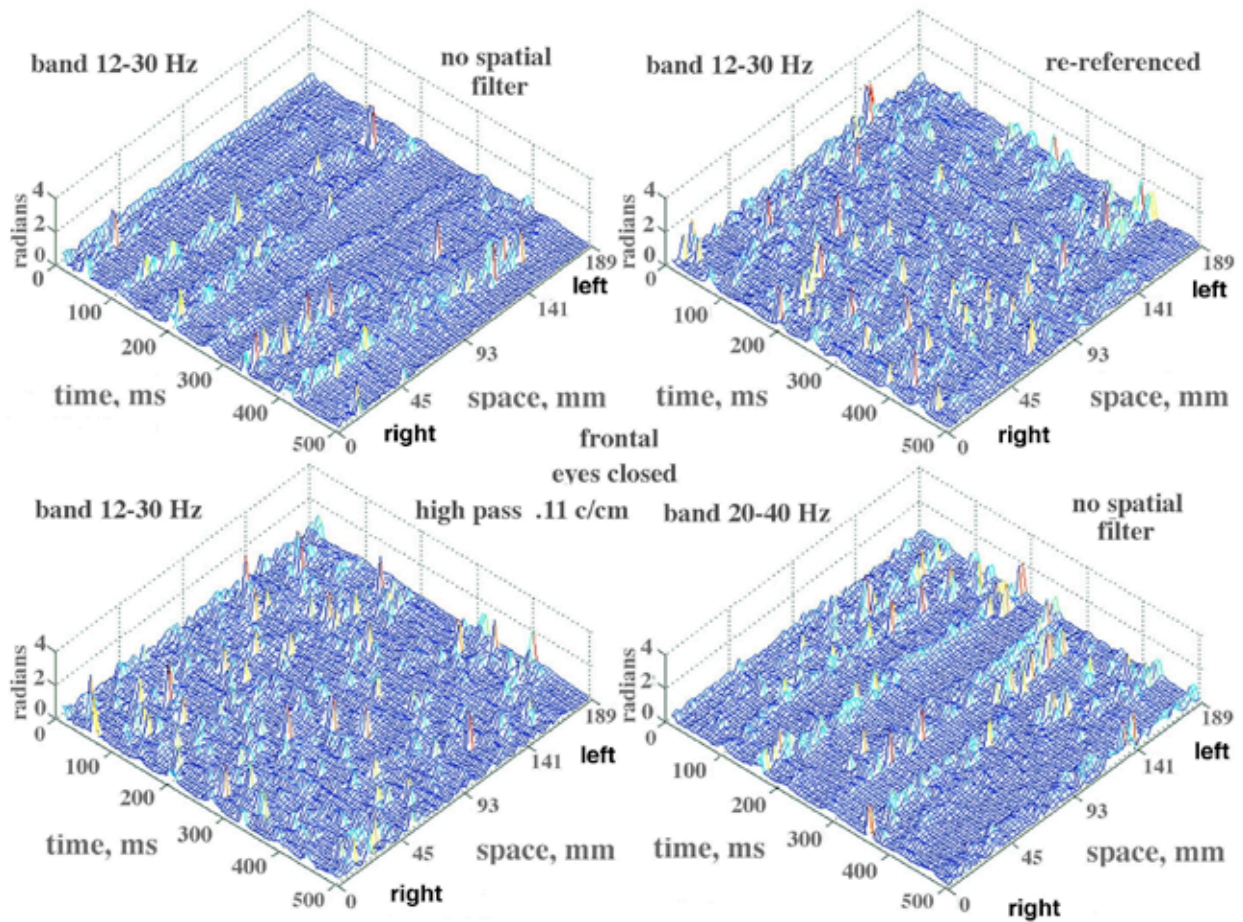 band 12-30 Hz
no spatial
filter
4
2
0
radians
0
100
200
300
400
500
time, ms
0
45
93
141
189
space, mm
right
left
band 12-30 Hz
re-referenced
4
2
0
radians
0
100
200
300
400
500
time, ms
0
45
93
141
189
space, mm
right
left
frontal
eyes closed
band 12-30 Hz
high pass .11 c/cm
4
2
0
radians
0
100
200
300
400
500
time, ms
0
45
93
141
189
space, mm
right
left
band 20-40 Hz
no spatial
filter
4
2
0
radians
0
100
200
300
400
500
time, ms
0
45
93
141
189
space, mm
right
left